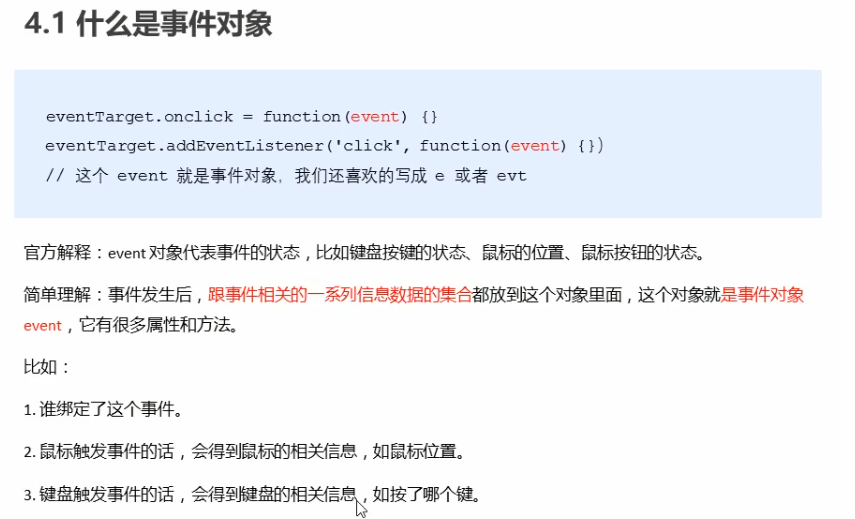 4.1 什么是事件对象
eventTarget.onclick = function(event) {}
eventTarget.addEventListener('click', function(event) {})
// 这个 event 就是事件对象，我们还喜欢的写成 e 或者 evt
官方解释：event 对象代表事件的状态，比如键盘按键的状态、鼠标的位置、鼠标按钮的状态。
简单理解：事件发生后，跟事件相关的一系列信息数据的集合都放到这个对象里面，这个对象就是事件对象
event，它有很多属性和方法。
比如：
1. 谁绑定了这个事件。
2. 鼠标触发事件的话，会得到鼠标的相关信息，如鼠标位置。
3. 键盘触发事件的话，会得到键盘的相关信息，如按了哪个键。